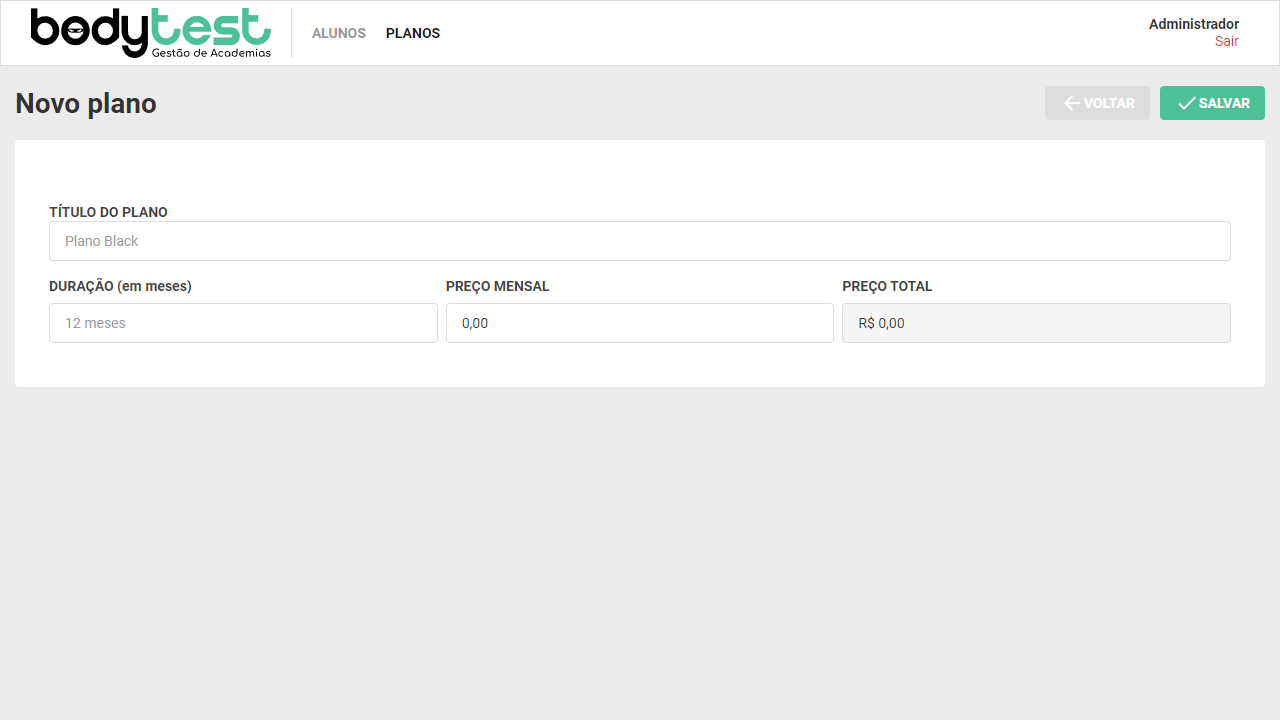 bodytest
Gestão de Academias
ALUNOS PLANOS
Administrador
Sair
Novo plano
VOLTAR SALVAR
TÍTULO DO PLANO
Plano Black
DURAÇÃO (em meses) PREÇO MENSAL PREÇO TOTAL
12 meses 0,00 R$ 0,00